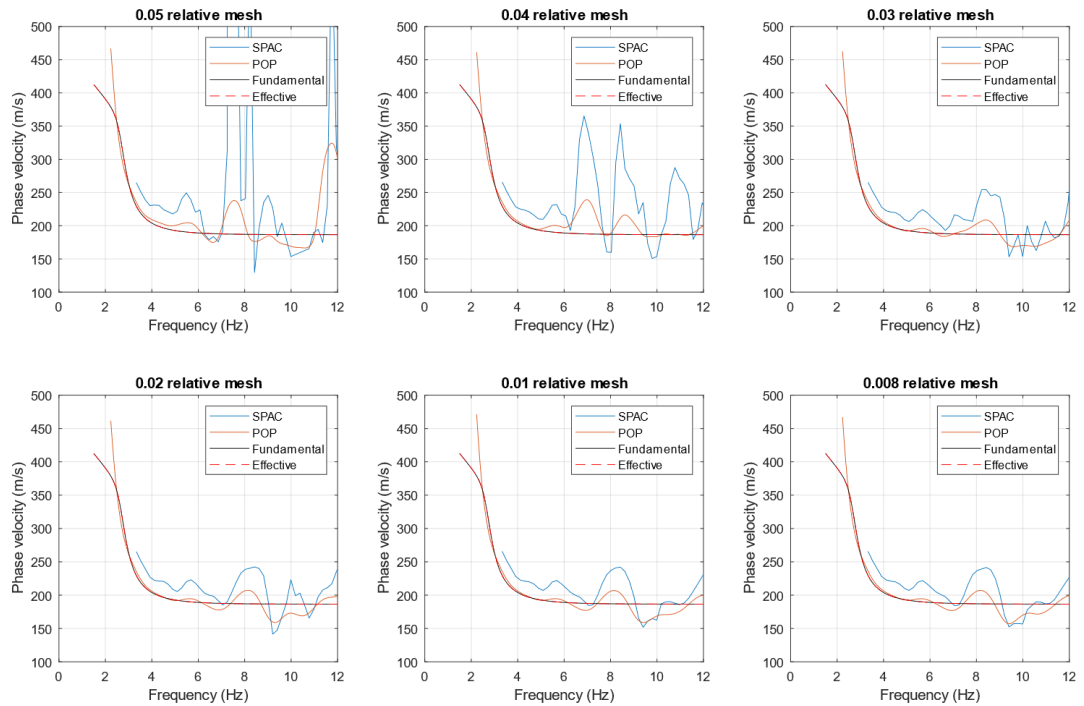 0.05 relative mesh
500
450
400
350
300
250
200
150
100
Phase velocity (m/s)
SPAC
POP
Fundamental
Effective
0 2 4 6 8 10 12
Frequency (Hz)
0.04 relative mesh
500
450
400
350
300
250
200
150
100
Phase velocity (m/s)
SPAC
POP
Fundamental
Effective
0 2 4 6 8 10 12
Frequency (Hz)
0.03 relative mesh
500
450
400
350
300
250
200
150
100
Phase velocity (m/s)
SPAC
POP
Fundamental
Effective
0 2 4 6 8 10 12
Frequency (Hz)
0.02 relative mesh
500
450
400
350
300
250
200
150
100
Phase velocity (m/s)
SPAC
POP
Fundamental
Effective
0 2 4 6 8 10 12
Frequency (Hz)
0.01 relative mesh
500
450
400
350
300
250
200
150
100
Phase velocity (m/s)
SPAC
POP
Fundamental
Effective
0 2 4 6 8 10 12
Frequency (Hz)
0.008 relative mesh
500
450
400
350
300
250
200
150
100
Phase velocity (m/s)
SPAC
POP
Fundamental
Effective
0 2 4 6 8 10 12
Frequency (Hz)